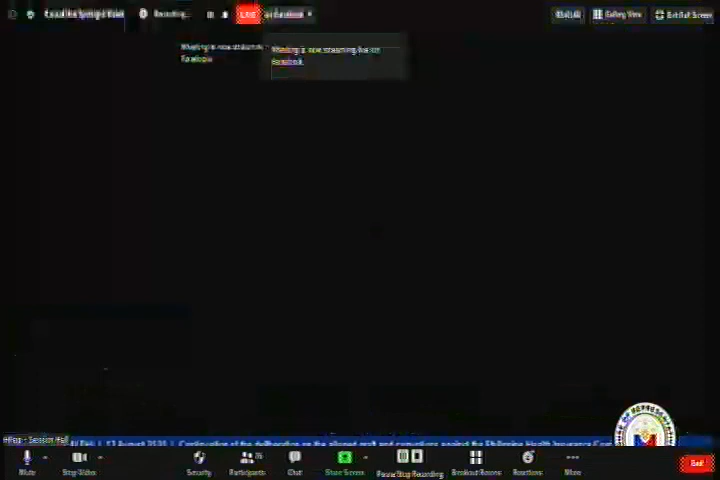 Recording...
LIVE
on Facebook
Gallery View
Exit Full Screen
Meeting is now streaming live on
Facebook
Meeting is now streaming live on
Facebook
HRep - Session Hall
12 August 2020 | Continuation of the deliberation on the alleged graft and corruptions against the Philippine Health Insurance Com
Mute
Stop Video
Security
Participants
Chat
Share Screen
Pause/Stop Recording
Breakout Rooms
Reactions
More
End